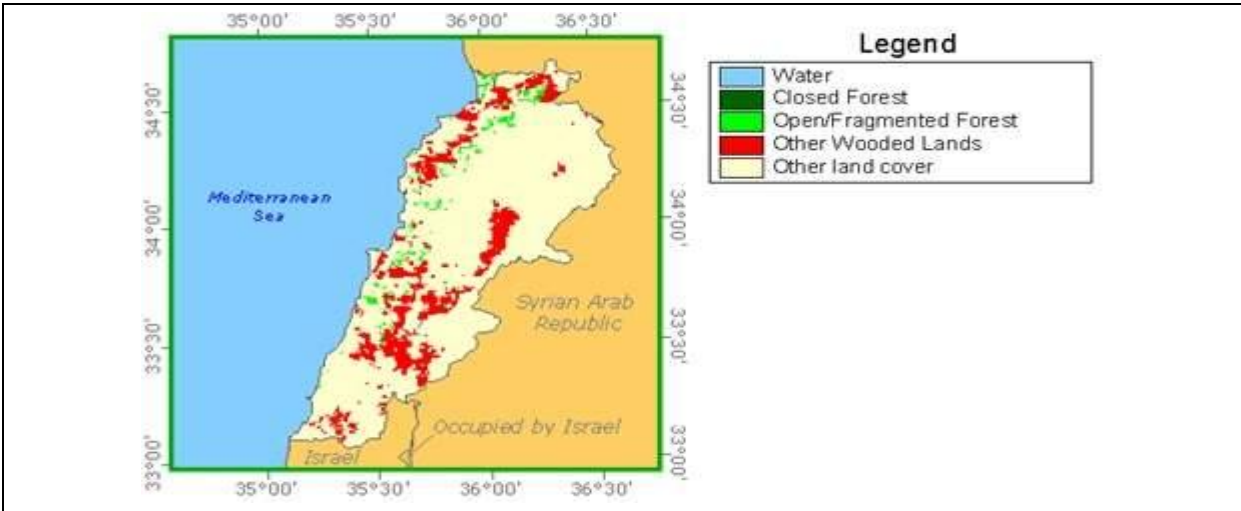 35°00' 35°30' 36°00' 36°30'
Legend
Water
Closed Forest
Open/Fragmented Forest
Other Wooded Lands
Other land cover
34°30'
34°30'
Mediterranean
Sea
34°00'
34°00'
Syrian Arab
Republic
33°30'
33°30'
Occupied by Israel
Israel
33°00'
33°00'
35°00' 35°30' 36°00' 36°30'